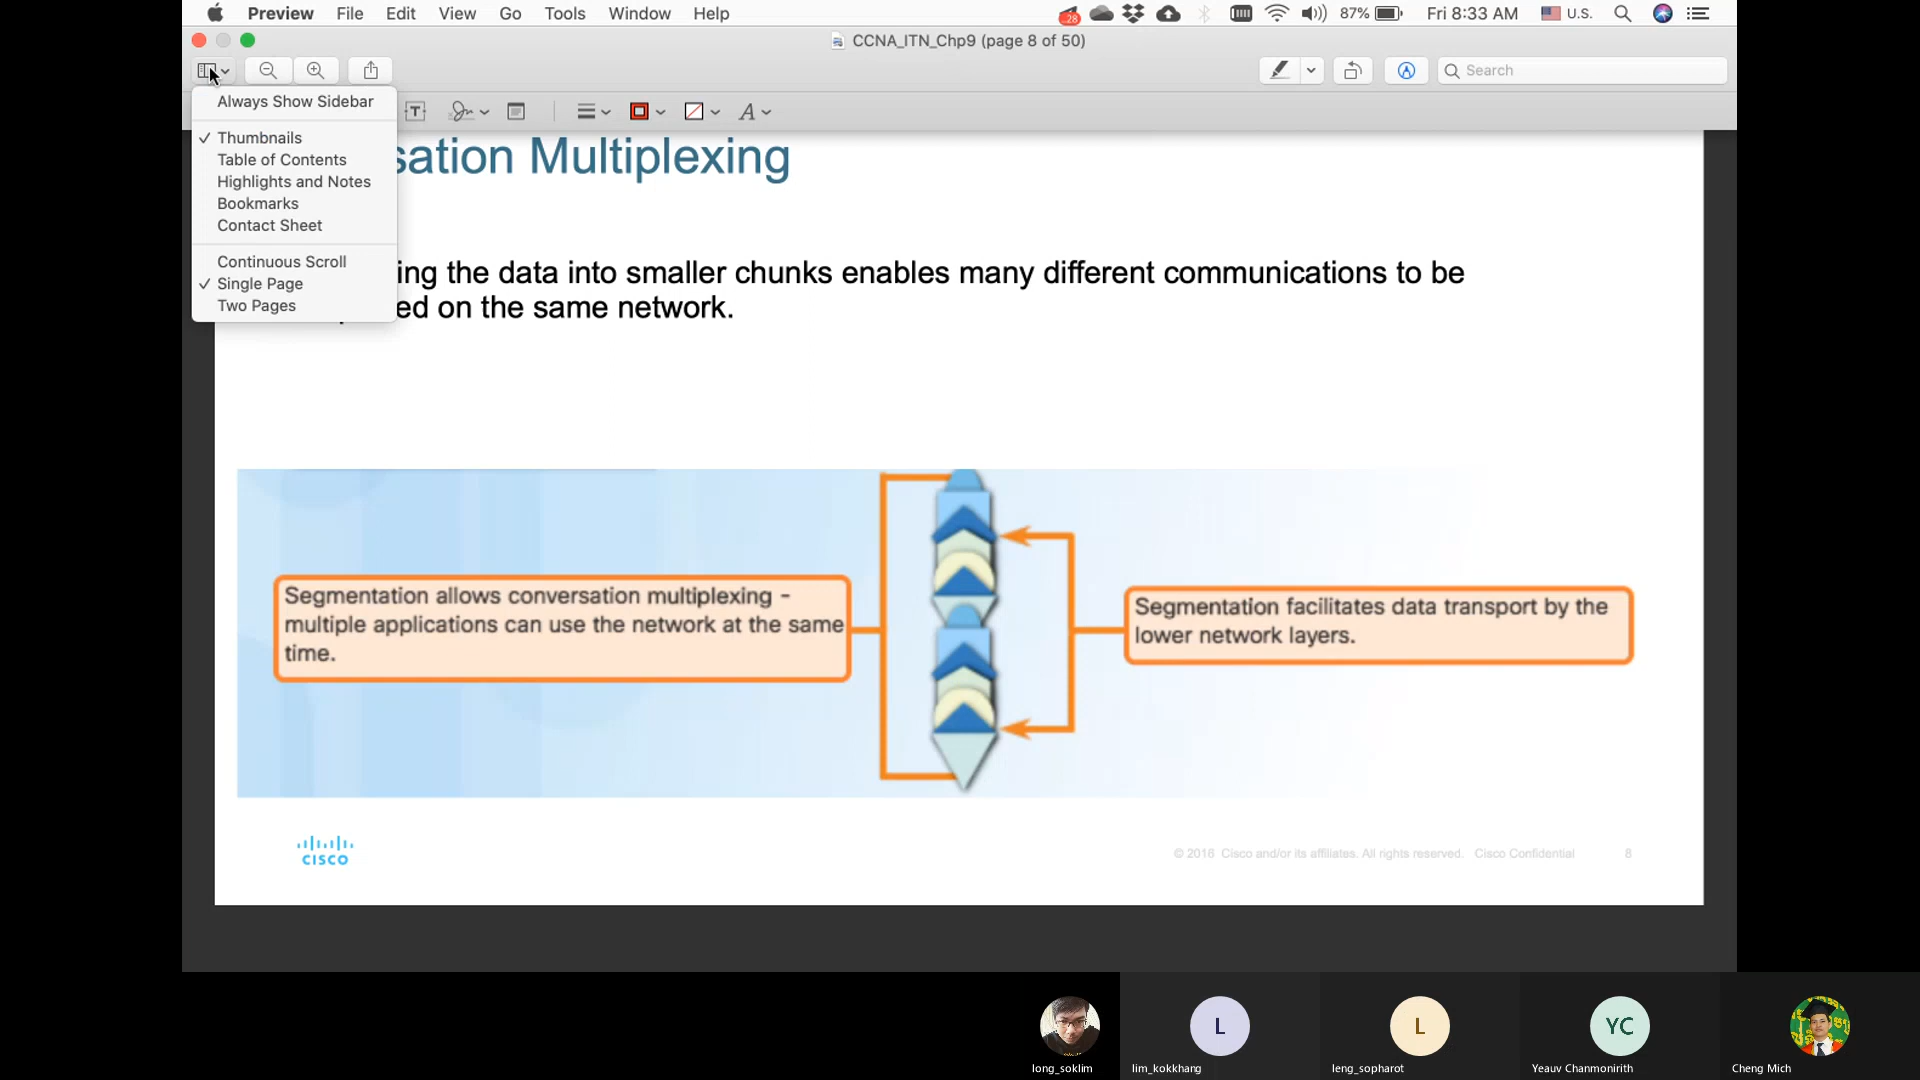 Preview File Edit View Go Tools Window Help
28 87% Fri 8:33 AM U.S.
CCNA_ITN_Chp9 (page 8 of 50)
Search
Always Show Sidebar
✓ Thumbnails
Table of Contents
Highlights and Notes
Bookmarks
Contact Sheet
Continuous Scroll
✓ Single Page
Two Pages
T A
sation Multiplexing
ing the data into smaller chunks enables many different communications to be
ed on the same network.
Segmentation allows conversation multiplexing -
multiple applications can use the network at the same
time.
Segmentation facilitates data transport by the
lower network layers.
CISCO
© 2016 Cisco and/or its affiliates. All rights reserved. Cisco Confidential 8
L L YC
long_soklim lim_kokkhang leng_sopharot Yeauv Chanmonirith Cheng Mich